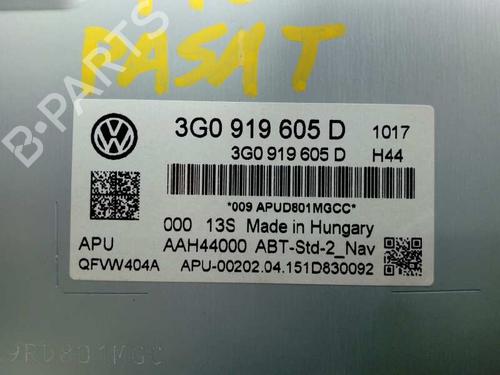 PASAT
B-PARTS
3G0 919 605 D 1017
3G0 919 605 D H44
*009 APUD801MGCC*
000 13S Made in Hungary
APU AAH44000 ABT-Std-2_Nav
QFVW404A APU-00202.04.151D830092
9RD801MGC